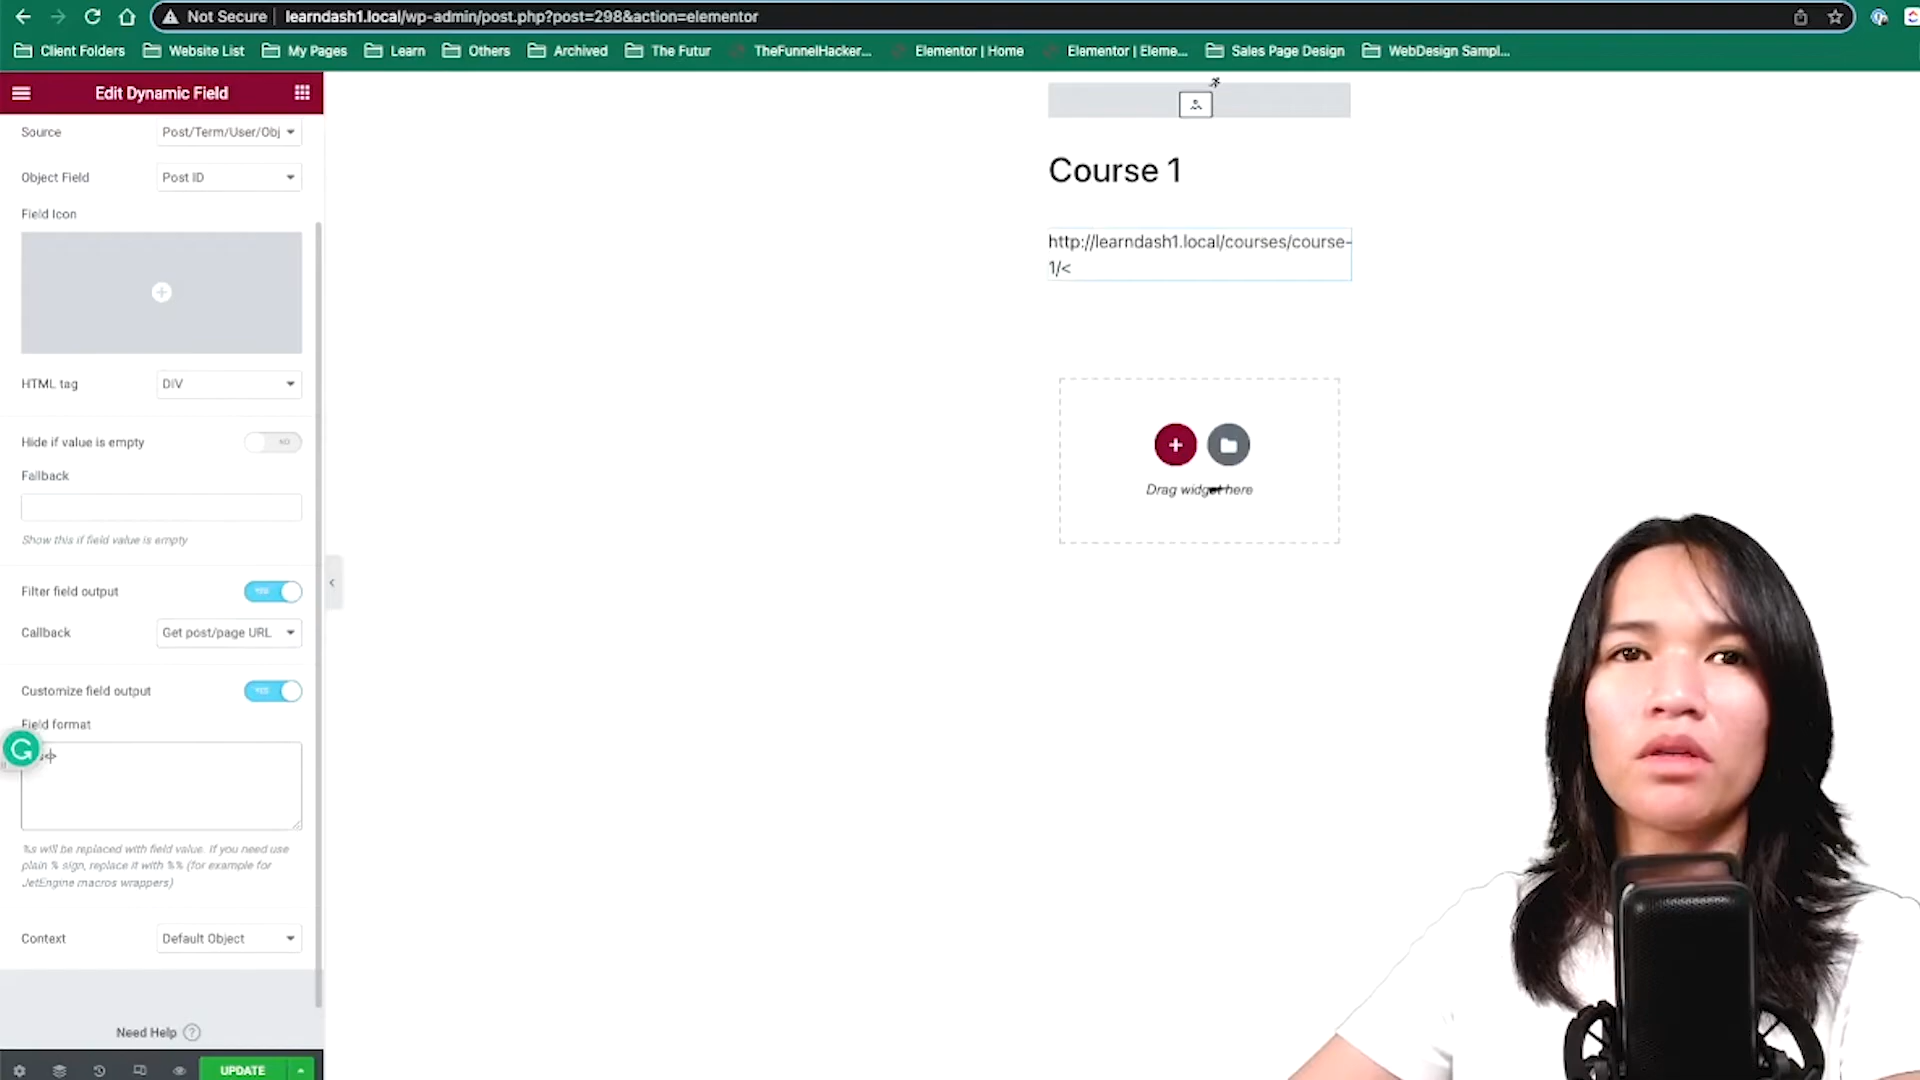 Not Secure learndash1.local/wp-admin/post.php?post=298&action=elementor
Client Folders Website List My Pages Learn Others Archived The Futur TheFunnelHacker... Elementor | Home Elementor | Eleme... Sales Page Design WebDesign Sampl...
Edit Dynamic Field
Source Post/Term/User/Obj
Object Field Post ID
Field Icon
HTML tag DIV
Hide if value is empty NO
Fallback
Show this if field value is empty
Filter field output YES
Callback Get post/page URL
Customize field output YES
Field format
%s will be replaced with field value. If you need use
plain % sign, replace it with %% (for example for
JetEngine macros wrappers)
Context Default Object
Need Help ?
UPDATE
Course 1
http://learndash1.local/courses/course-
1/<
Drag widget here